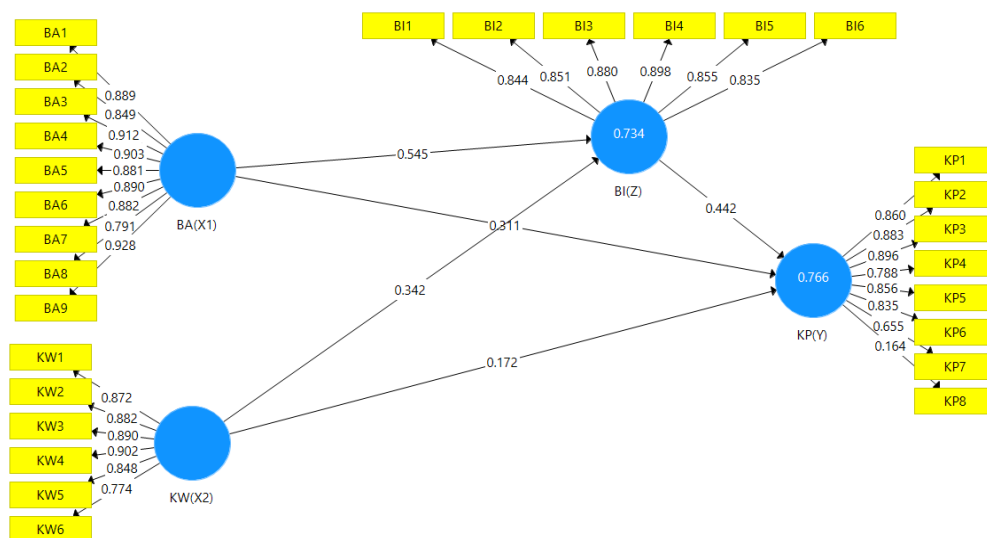 BA1
BA2
BA3
BA4
BA5
BA6
BA7
BA8
BA9
0.889
0.849
0.912
0.903
0.881
0.890
0.882
0.791
0.928
BA(X1)
BI1
BI2
BI3
BI4
BI5
BI6
0.844
0.851
0.880
0.898
0.855
0.835
0.734
BI(Z)
0.545
0.311
0.342
0.442
0.172
KW1
KW2
KW3
KW4
KW5
KW6
0.872
0.882
0.890
0.902
0.848
0.774
KW(X2)
0.766
KP(Y)
0.860
0.883
0.896
0.788
0.856
0.835
0.655
0.164
KP1
KP2
KP3
KP4
KP5
KP6
KP7
KP8